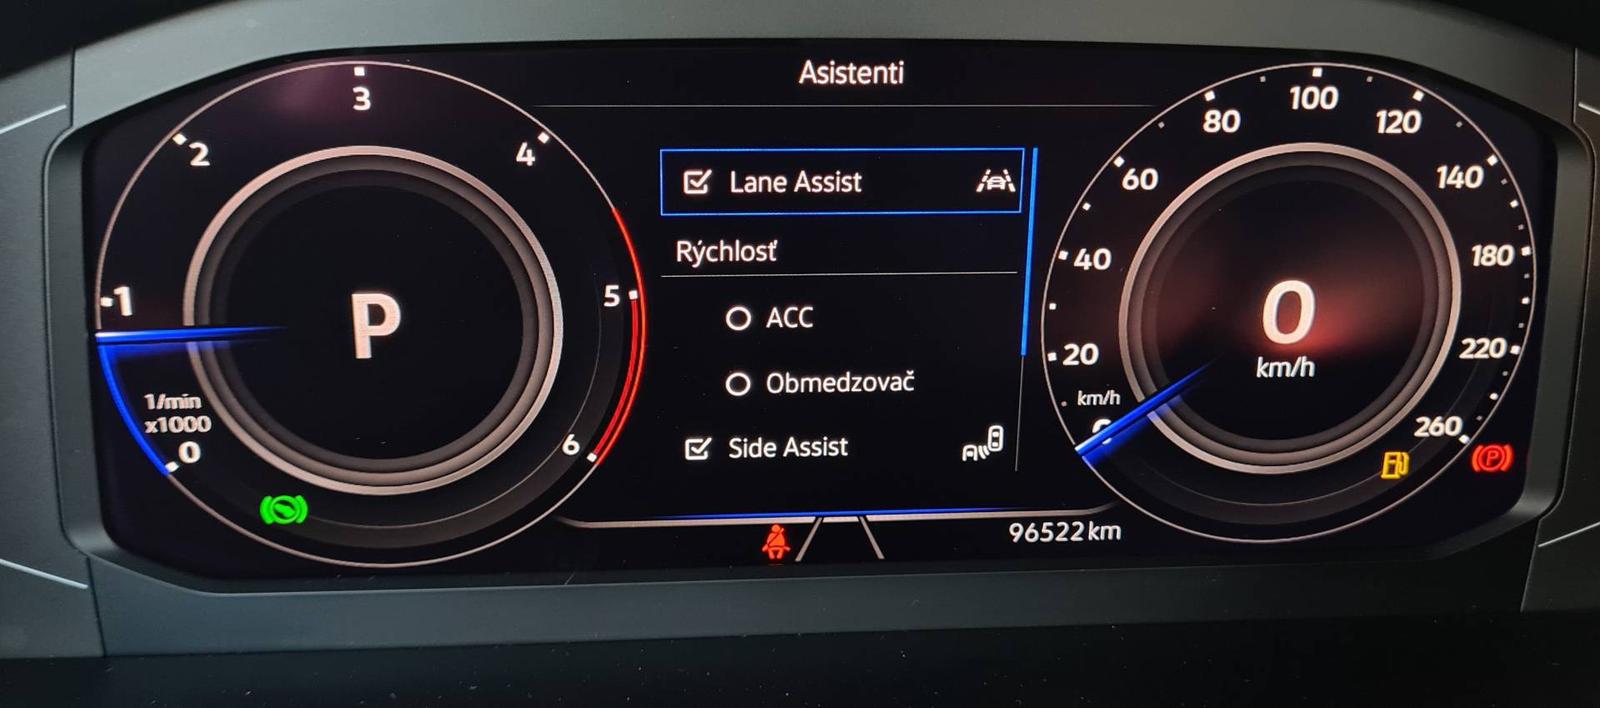 Asistenti
3
2
4
1
5
6
1/min
x1000
0
P
Lane Assist
Rýchlosť
ACC
Obmedzovač
Side Assist
96522 km
100
80
120
60
140
40
180
20
220
km/h
0
260
0
km/h
P